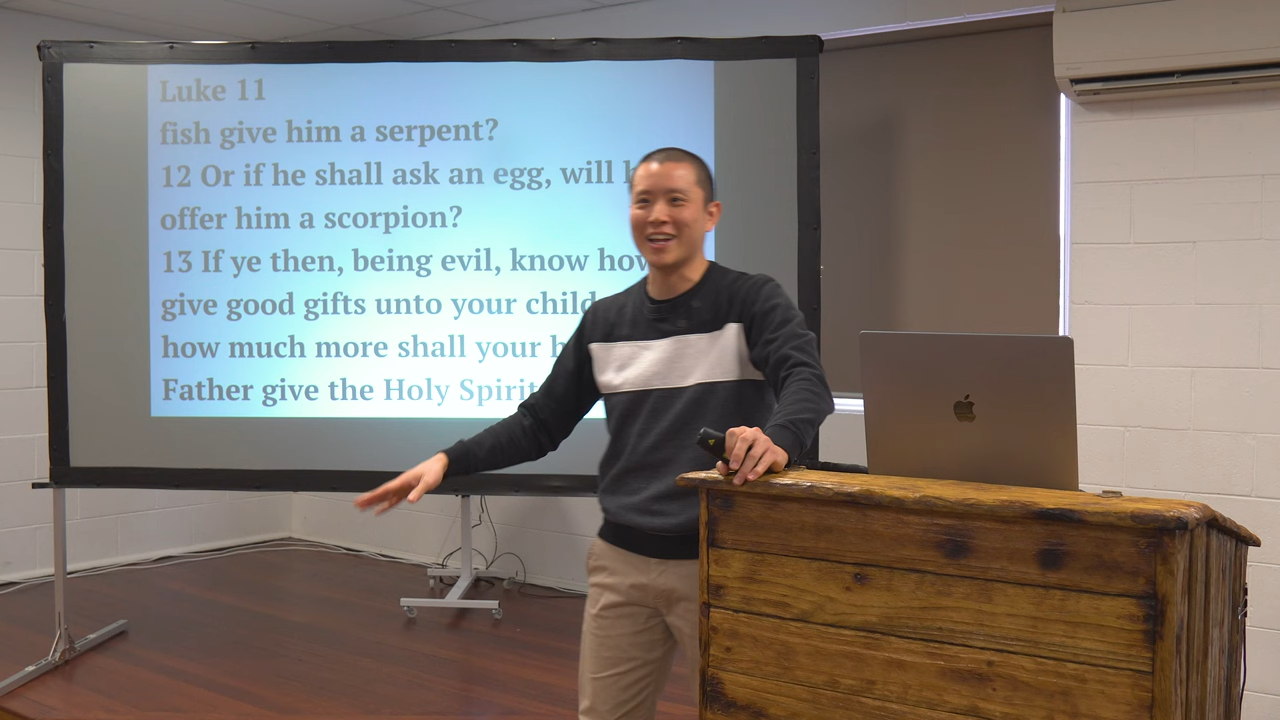 Luke 11
fish give him a serpent?
12 Or if he shall ask an egg, will
offer him a scorpion?
13 If ye then, being evil, know how
give good gifts unto your
how much more shall your
Father give the Holy Spirit